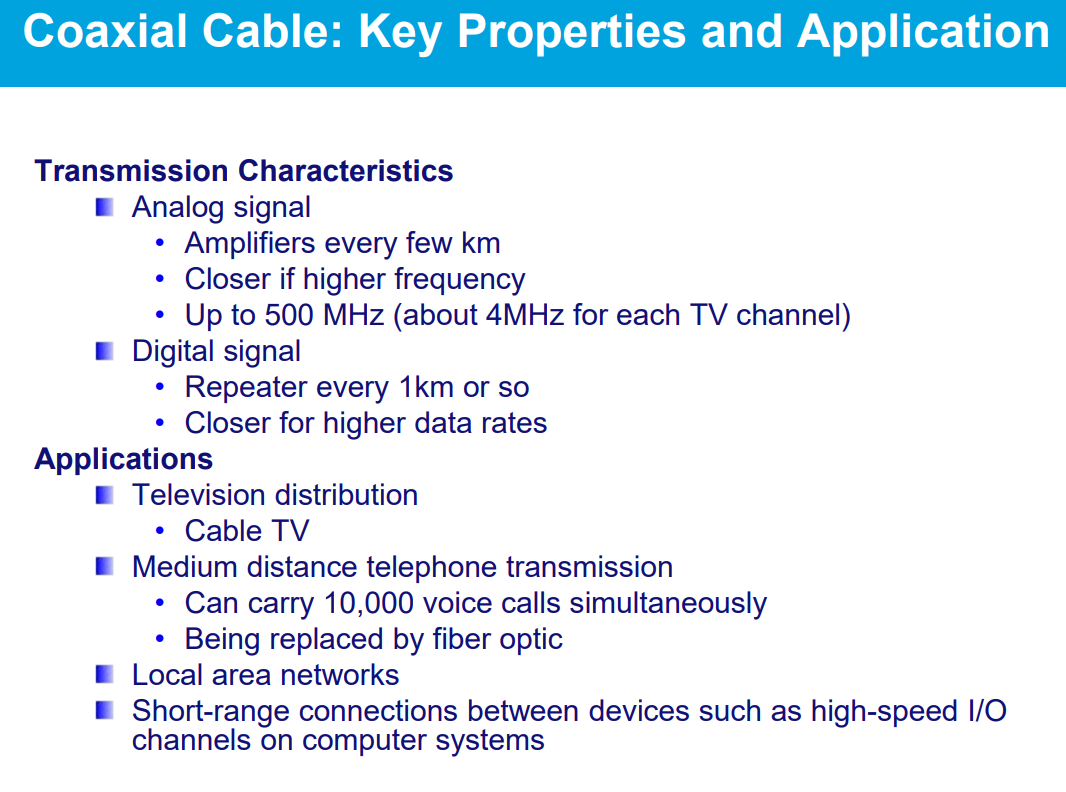 Coaxial Cable: Key Properties and Application
Transmission Characteristics
Analog signal
• Amplifiers every few km
• Closer if higher frequency
• Up to 500 MHz (about 4MHz for each TV channel)
Digital signal
• Repeater every 1km or so
• Closer for higher data rates
Applications
Television distribution
• Cable TV
Medium distance telephone transmission
• Can carry 10,000 voice calls simultaneously
• Being replaced by fiber optic
Local area networks
Short-range connections between devices such as high-speed I/O
channels on computer systems